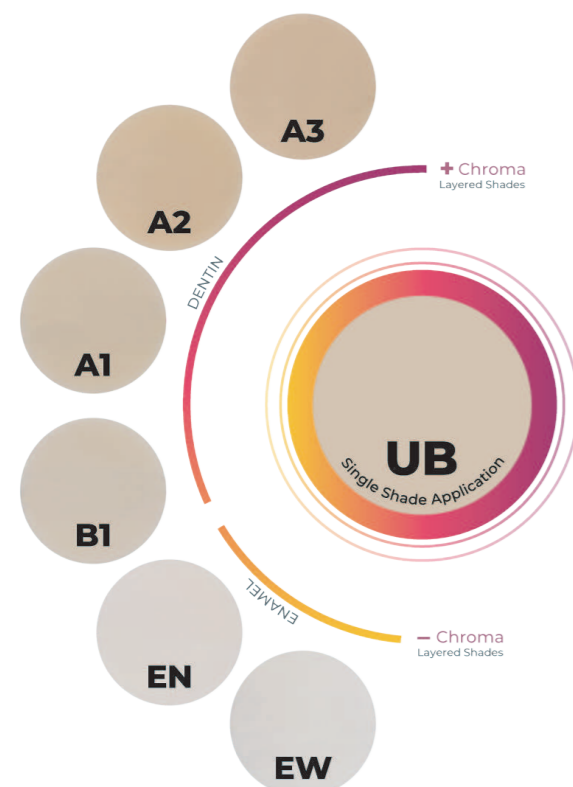 A3
A2
A1
B1
EN
EW
DENTIN
ENAMEL
+ Chroma
Layered Shades
UB
Single Shade Application
− Chroma
Layered Shades